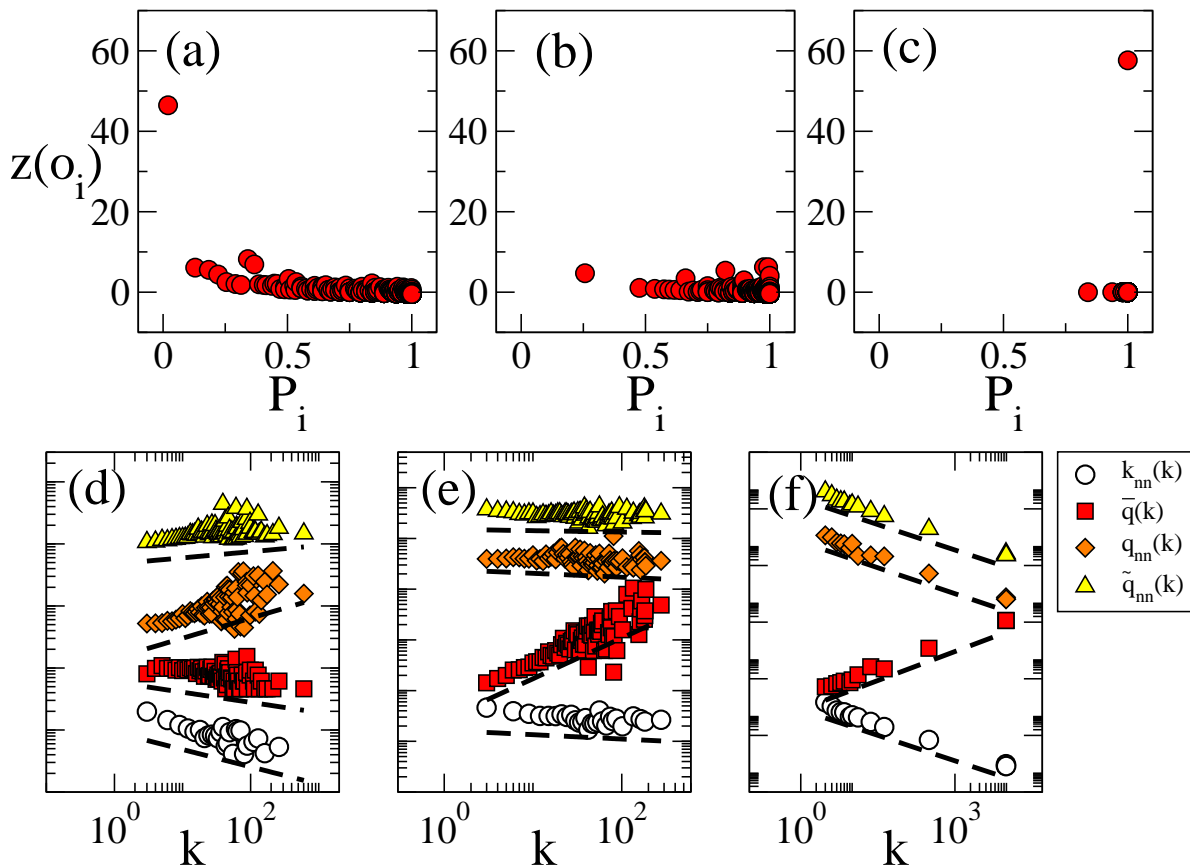 (a) (b) (c)
60 60 60
40 40 40
z(o_i)
20 20 20
0 0 0
0 0.5 1 0 0.5 1 0 0.5 1
P_i P_i P_i
(d) (e) (f)
k_nn(k)
q̅(k)
q_nn(k)
q̃_nn(k)
10^0 10^2 10^0 10^2 10^0 10^3
k k k